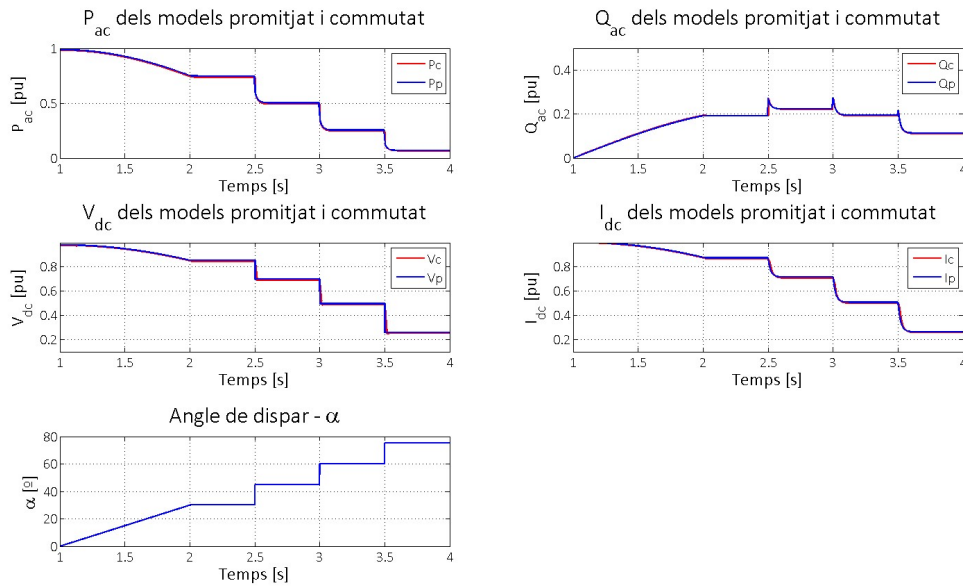 P_ac dels models promitjat i commutat
P_ac [pu]
1
0.5
0
Pc
Pp
1 1.5 2 2.5 3 3.5 4
Temps [s]
Q_ac dels models promitjat i commutat
Q_ac [pu]
0.4
0.2
0
Qc
Qp
1 1.5 2 2.5 3 3.5 4
Temps [s]
V_dc dels models promitjat i commutat
V_dc [pu]
0.8
0.6
0.4
0.2
Vc
Vp
1 1.5 2 2.5 3 3.5 4
Temps [s]
I_dc dels models promitjat i commutat
I_dc [pu]
0.8
0.6
0.4
0.2
Ic
Ip
1 1.5 2 2.5 3 3.5 4
Temps [s]
Angle de dispar - α
α [º]
80
60
40
20
0
1 1.5 2 2.5 3 3.5 4
Temps [s]